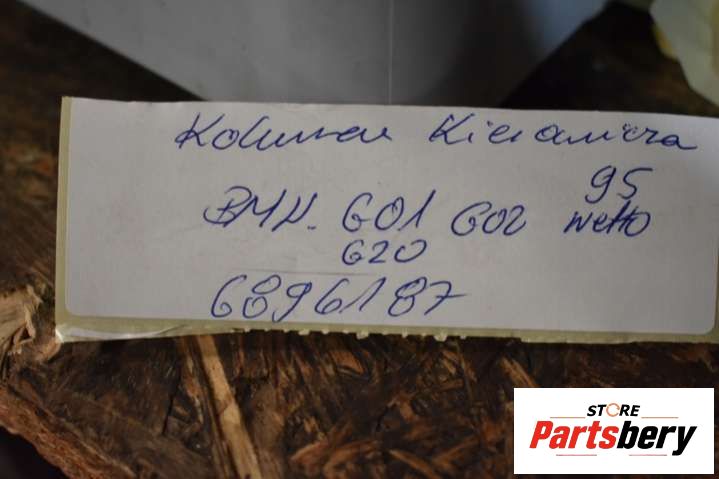 Kolumna Kierownicza
95
BMW. G01 G02 netto
G20
6896187
STORE
Partsbery